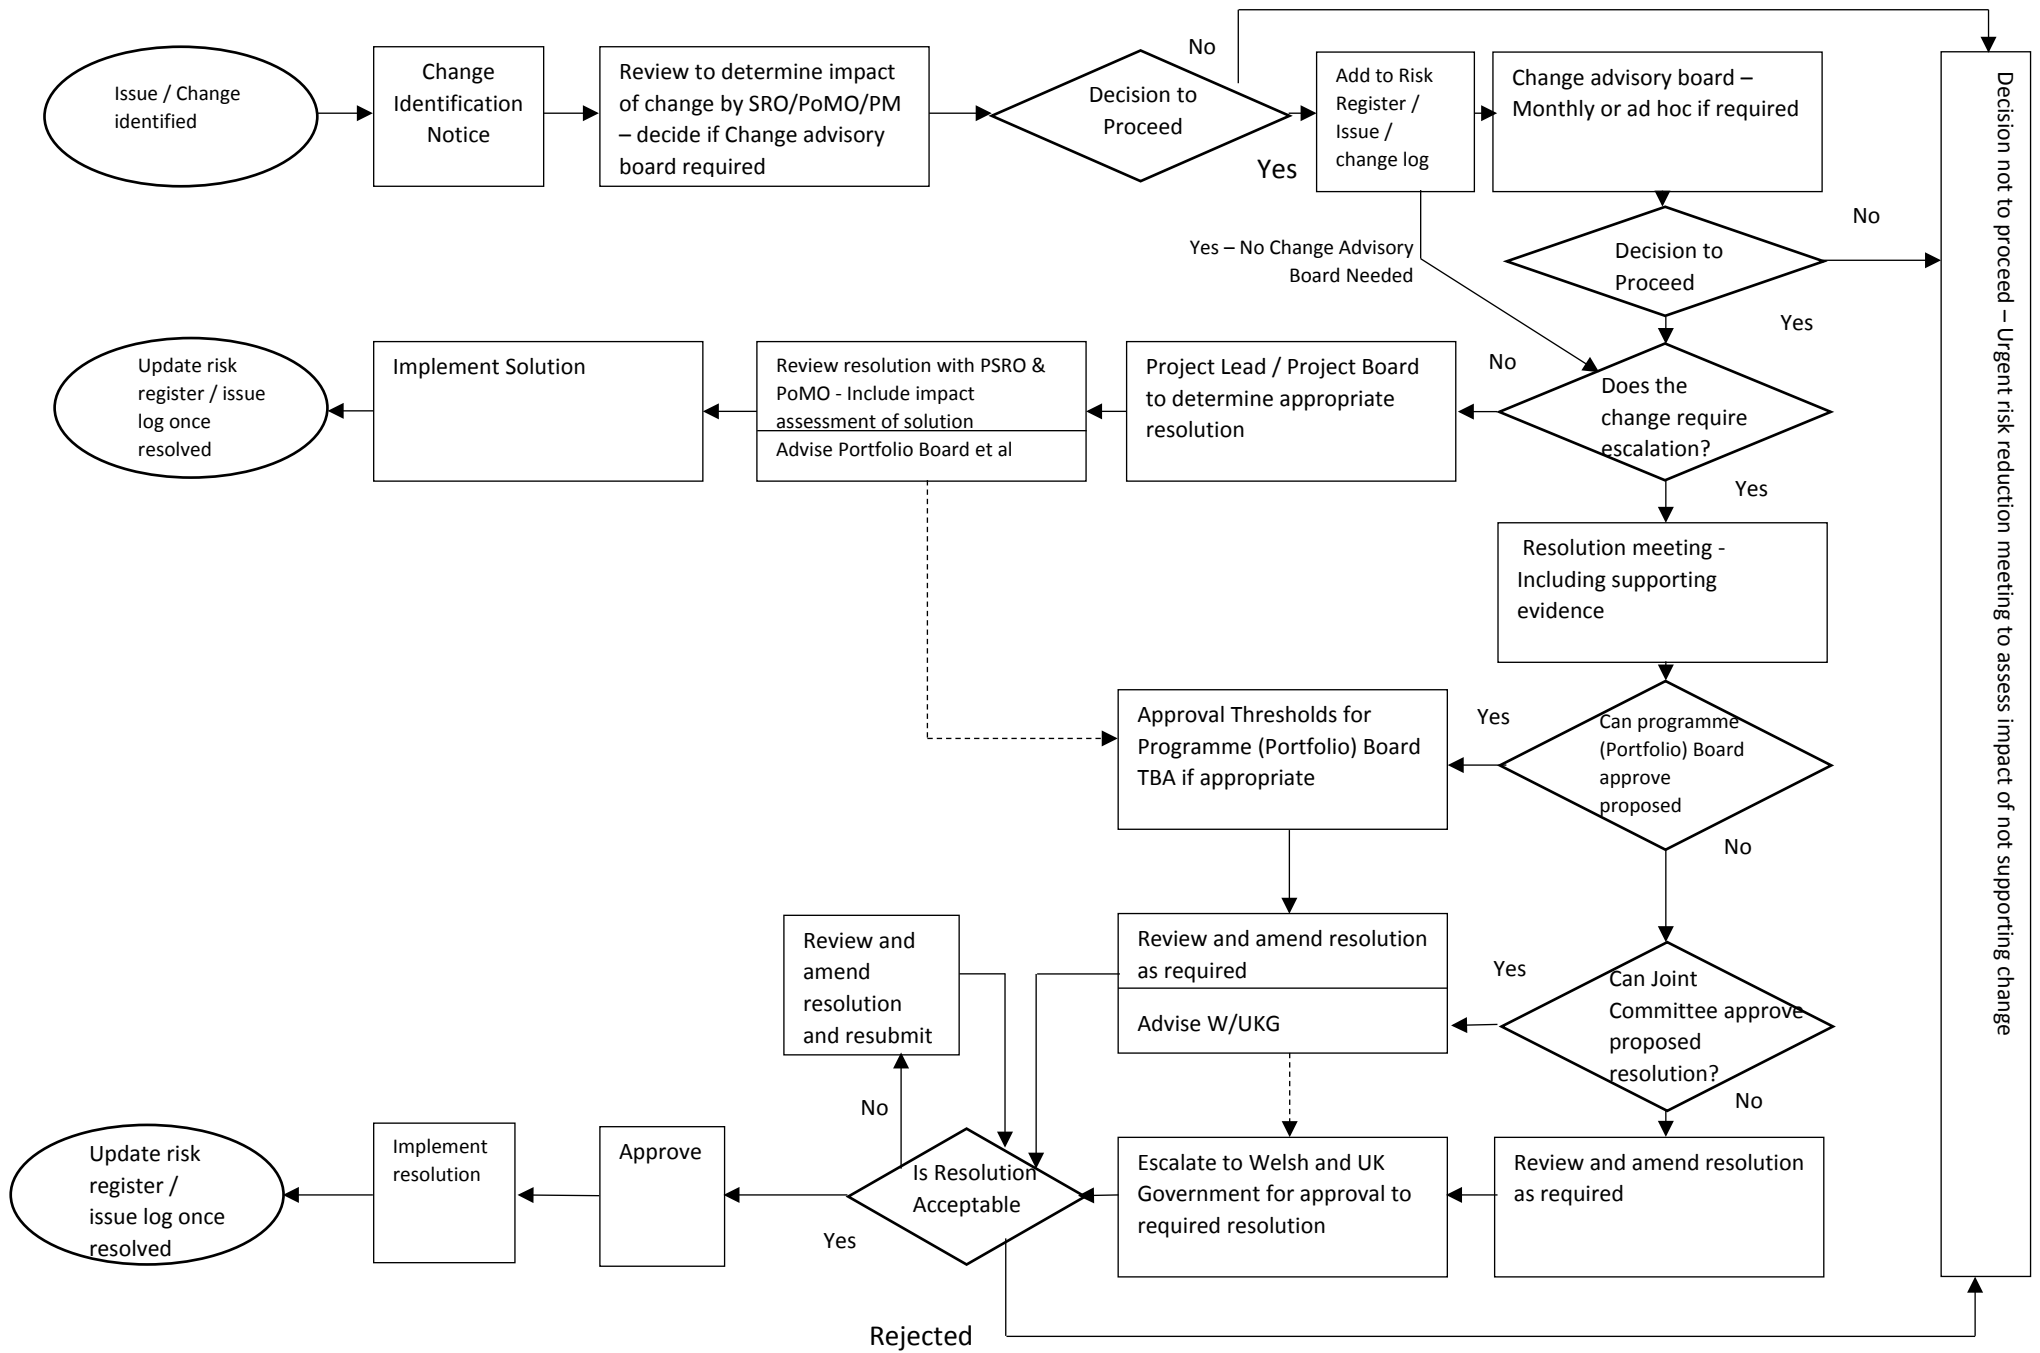 Issue / Change
identified
Change
Identification
Notice
Review to determine impact
of change by SRO/PoMO/PM
– decide if Change advisory
board required
Decision to
Proceed
No
Yes
Add to Risk
Register /
Issue /
change log
Change advisory board –
Monthly or ad hoc if required
Decision not to proceed – Urgent risk reduction meeting to assess impact of not supporting change
Yes – No Change Advisory
Board Needed
Decision to
Proceed
No
Yes
Does the
change require
escalation?
No
Yes
Project Lead / Project Board
to determine appropriate
resolution
Review resolution with PSRO &
PoMO - Include impact
assessment of solution
Advise Portfolio Board et al
Implement Solution
Update risk
register / issue
log once
resolved
Resolution meeting -
Including supporting
evidence
Can programme
(Portfolio) Board
approve
proposed
Yes
No
Approval Thresholds for
Programme (Portfolio) Board
TBA if appropriate
Can Joint
Committee approve
proposed
resolution?
Yes
No
Review and amend resolution
as required
Advise W/UKG
Review and
amend
resolution
and resubmit
No
Review and amend resolution
as required
Escalate to Welsh and UK
Government for approval to
required resolution
Is Resolution
Acceptable
Yes
Approve
Implement
resolution
Update risk
register /
issue log once
resolved
Rejected